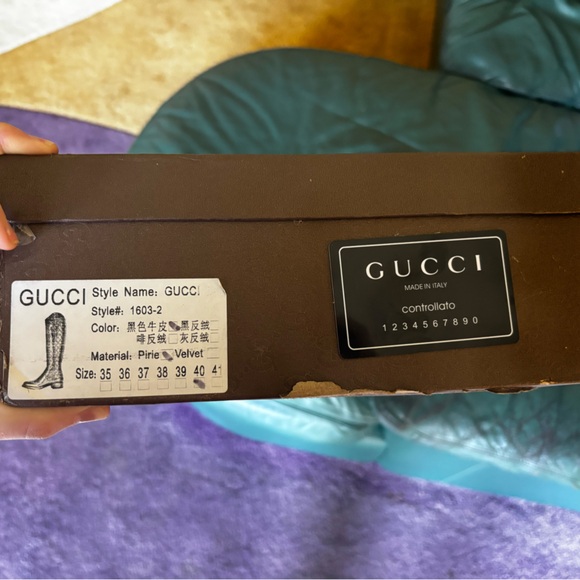 GUCCI
Style Name: GUCCI
Style#: 1603-2
Color: 黑色牛皮 黑反绒
啡反绒 灰反绒
Material: Pirie Velvet
Size: 35 36 37 38 39 40 41
GUCCI
MADE IN ITALY
controllato
1 2 3 4 5 6 7 8 9 0